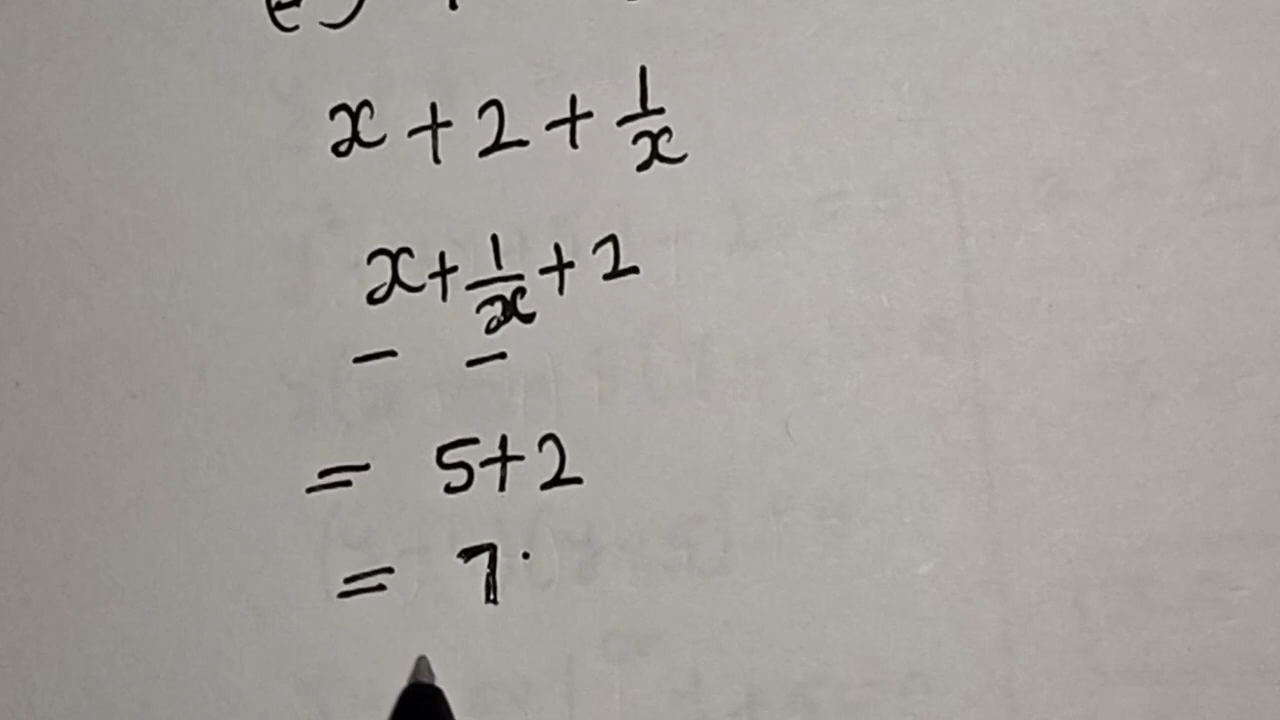 x + 2 + 1/x
x + 1/x + 2
= 5 + 2
= 7